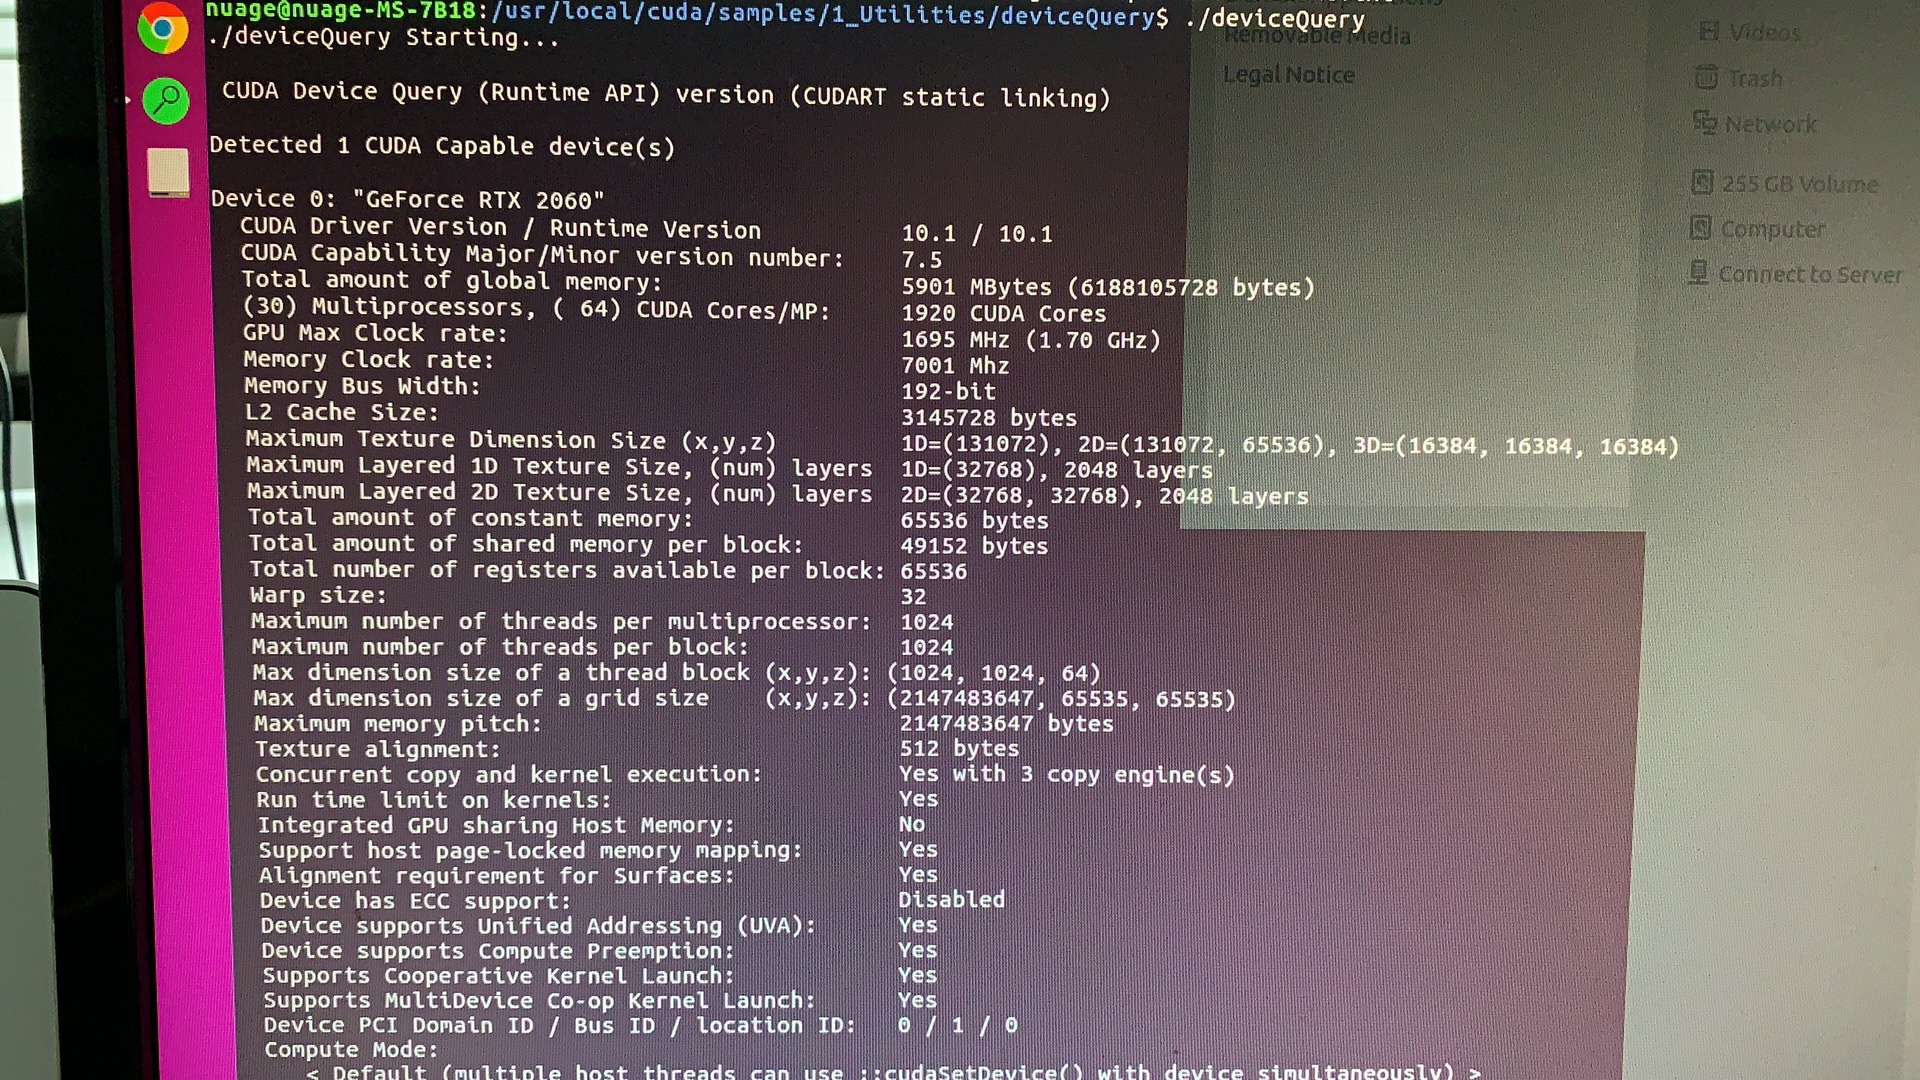 nuage@nuage-MS-7B18:/usr/local/cuda/samples/1_Utilities/deviceQuery$ ./deviceQuery
./deviceQuery Starting...
CUDA Device Query (Runtime API) version (CUDART static linking)
Detected 1 CUDA Capable device(s)
Device 0: "GeForce RTX 2060"
CUDA Driver Version / Runtime Version 10.1 / 10.1
CUDA Capability Major/Minor version number: 7.5
Total amount of global memory: 5901 MBytes (6188105728 bytes)
(30) Multiprocessors, ( 64) CUDA Cores/MP: 1920 CUDA Cores
GPU Max Clock rate: 1695 MHz (1.70 GHz)
Memory Clock rate: 7001 Mhz
Memory Bus Width: 192-bit
L2 Cache Size: 3145728 bytes
Maximum Texture Dimension Size (x,y,z) 1D=(131072), 2D=(131072, 65536), 3D=(16384, 16384, 16384)
Maximum Layered 1D Texture Size, (num) layers 1D=(32768), 2048 layers
Maximum Layered 2D Texture Size, (num) layers 2D=(32768, 32768), 2048 layers
Total amount of constant memory: 65536 bytes
Total amount of shared memory per block: 49152 bytes
Total number of registers available per block: 65536
Warp size: 32
Maximum number of threads per multiprocessor: 1024
Maximum number of threads per block: 1024
Max dimension size of a thread block (x,y,z): (1024, 1024, 64)
Max dimension size of a grid size (x,y,z): (2147483647, 65535, 65535)
Maximum memory pitch: 2147483647 bytes
Texture alignment: 512 bytes
Concurrent copy and kernel execution: Yes with 3 copy engine(s)
Run time limit on kernels: Yes
Integrated GPU sharing Host Memory: No
Support host page-locked memory mapping: Yes
Alignment requirement for Surfaces: Yes
Device has ECC support: Disabled
Device supports Unified Addressing (UVA): Yes
Device supports Compute Preemption: Yes
Supports Cooperative Kernel Launch: Yes
Supports MultiDevice Co-op Kernel Launch: Yes
Device PCI Domain ID / Bus ID / location ID: 0 / 1 / 0
Compute Mode:
< Default (multiple host threads can use ::cudaSetDevice() with device simultaneously) >
Removable Media
Legal Notice
Videos
Trash
Network
255 GB Volume
Computer
Connect to Server